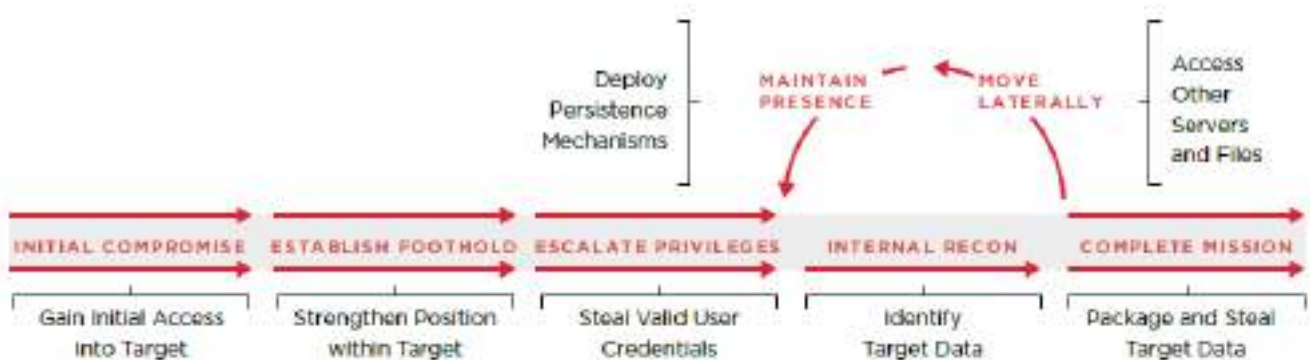 Deploy
Persistence
Mechanisms
MAINTAIN
PRESENCE
MOVE
LATERALLY
Access
Other
Servers
and Files
INITIAL COMPROMISE
ESTABLISH FOOTHOLD
ESCALATE PRIVILEGES
INTERNAL RECON
COMPLETE MISSION
Gain Initial Access
Into Target
Strengthen Position
within Target
Steal Valid User
Credentials
Identify
Target Data
Package and Steal
Target Data